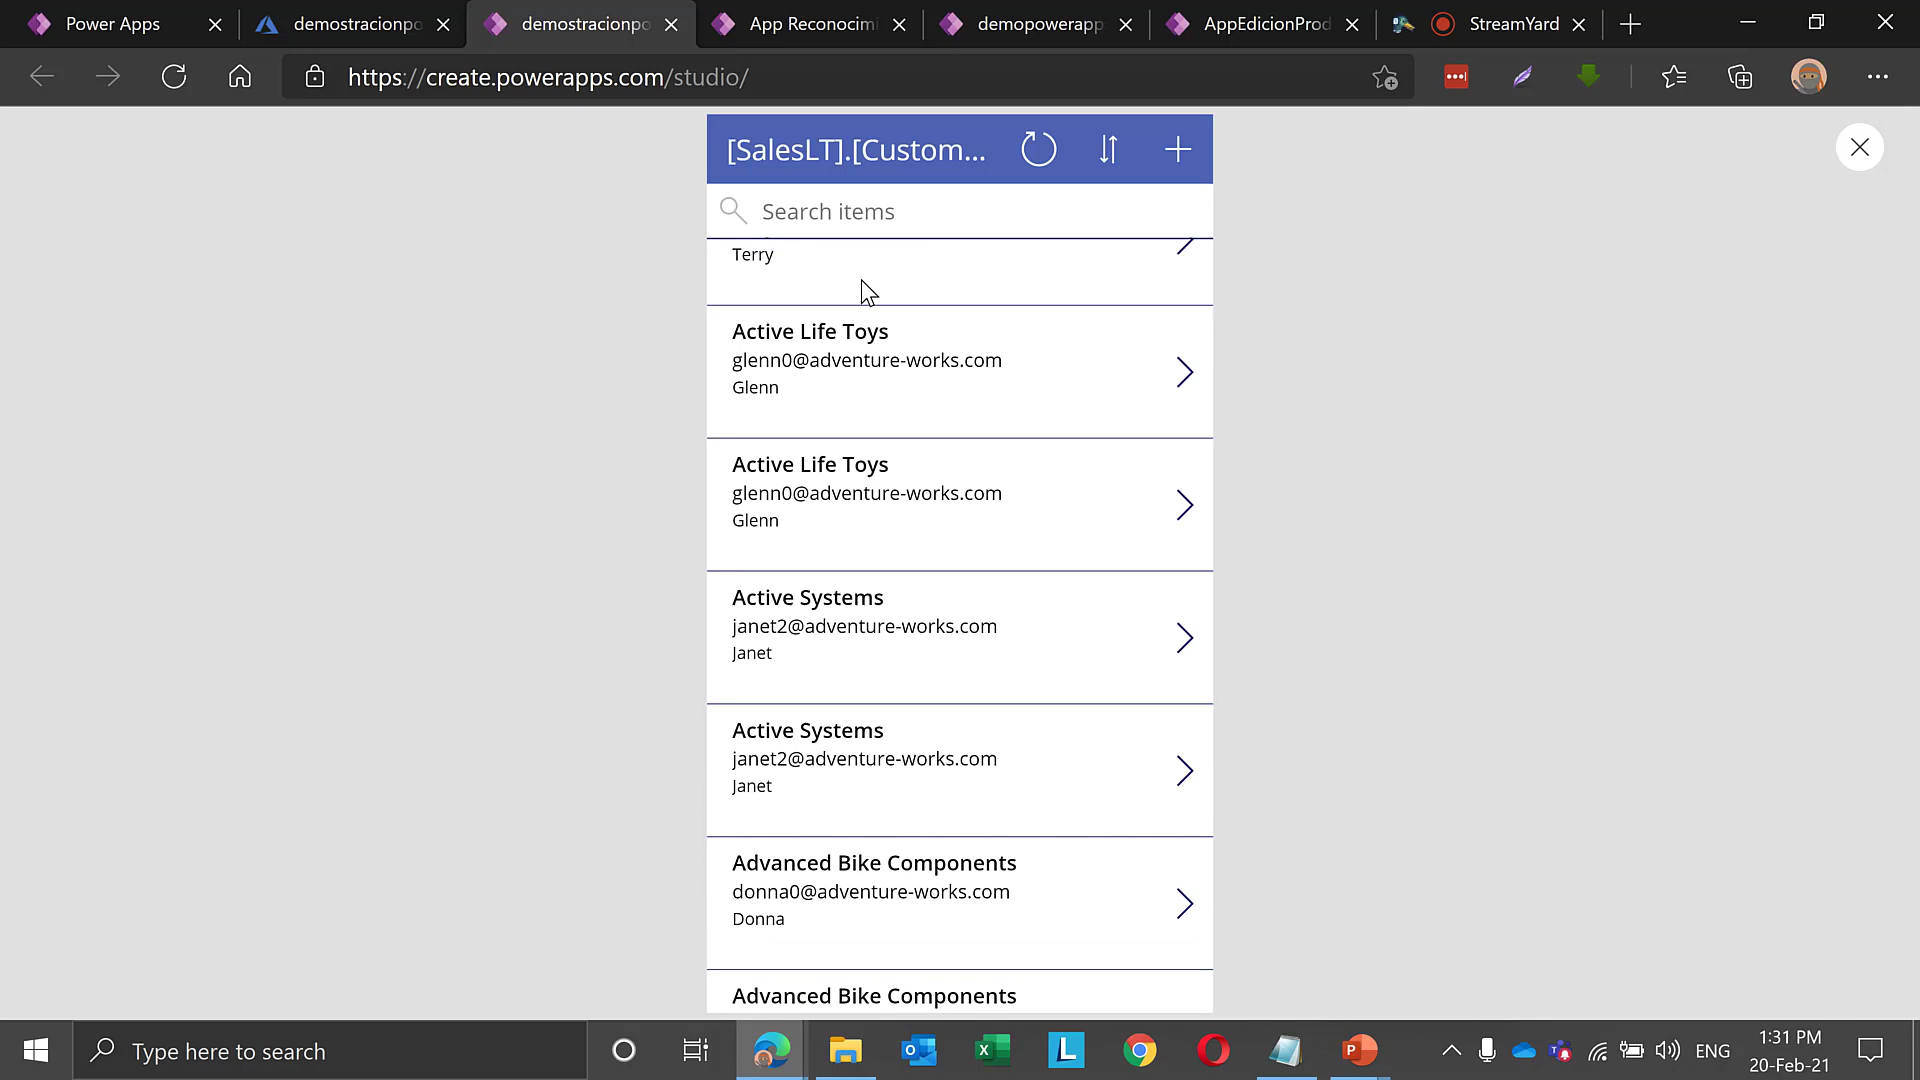 Power Apps
demostracionpo
demostracionpo
App Reconocimi
demopowerapp
AppEdicionProd
StreamYard
https://create.powerapps.com/studio/
[SalesLT].[Custom...
Search items
Terry
Active Life Toys
glenn0@adventure-works.com
Glenn
Active Life Toys
glenn0@adventure-works.com
Glenn
Active Systems
janet2@adventure-works.com
Janet
Active Systems
janet2@adventure-works.com
Janet
Advanced Bike Components
donna0@adventure-works.com
Donna
Advanced Bike Components
Type here to search
ENG
1:31 PM
20-Feb-21